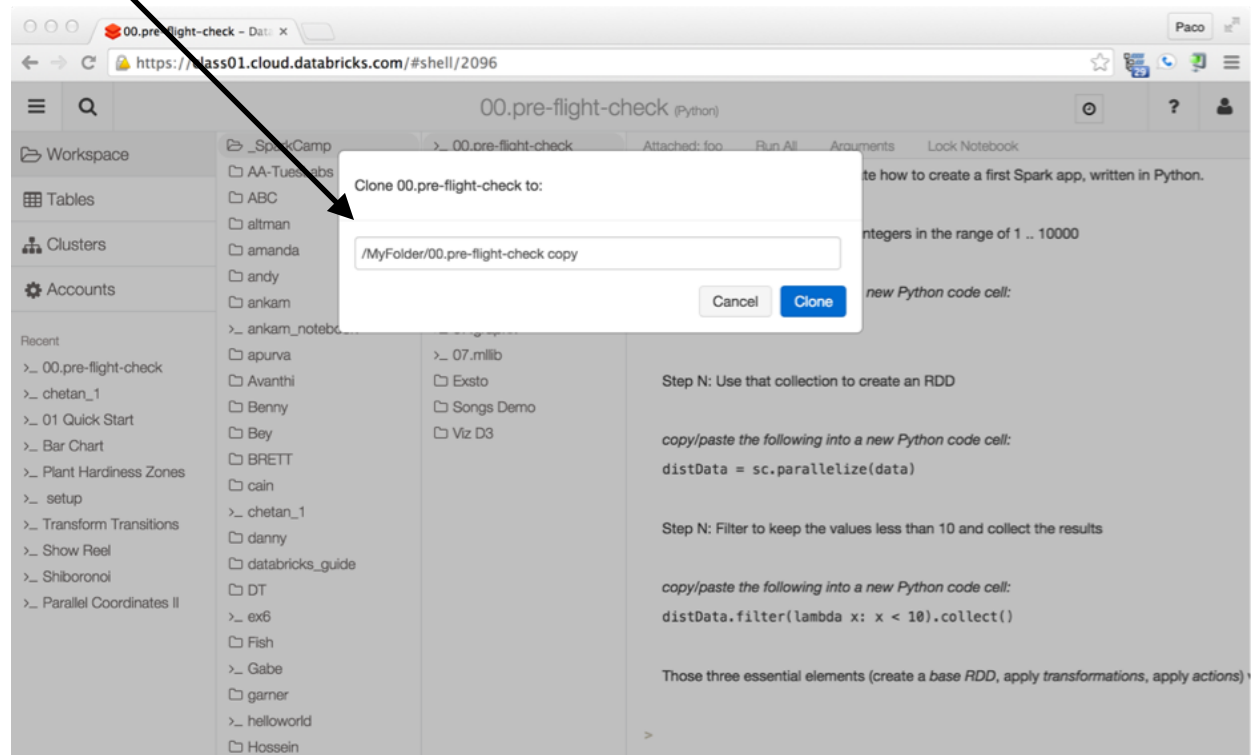 00.pre-flight-check – Dat
Paco
https://class01.cloud.databricks.com/#shell/2096
29
00.pre-flight-check (Python)
?
Workspace
Tables
Clusters
Accounts
Recent
>_ 00.pre-flight-check
>_ chetan_1
>_ 01 Quick Start
>_ Bar Chart
>_ Plant Hardiness Zones
>_ setup
>_ Transform Transitions
>_ Show Reel
>_ Shiboronoi
>_ Parallel Coordinates II
_SparkCamp
AA-TuesLabs
ABC
altman
amanda
andy
ankam
>_ ankam_notebook
apurva
Avanthi
Benny
Bey
BRETT
cain
>_ chetan_1
danny
databricks_guide
DT
>_ ex6
Fish
>_ Gabe
garner
>_ helloworld
Hossein
>_ 00.pre-flight-check
>_ 07.mllib
Exsto
Songs Demo
Viz D3
Clone 00.pre-flight-check to:
/MyFolder/00.pre-flight-check copy
Cancel
Clone
Attached: foo Run All Arguments Lock Notebook
how to create a first Spark app, written in Python.
integers in the range of 1 .. 10000
new Python code cell:
Step N: Use that collection to create an RDD
copy/paste the following into a new Python code cell:
distData = sc.parallelize(data)
Step N: Filter to keep the values less than 10 and collect the results
copy/paste the following into a new Python code cell:
distData.filter(lambda x: x < 10).collect()
Those three essential elements (create a base RDD, apply transformations, apply actions)
>